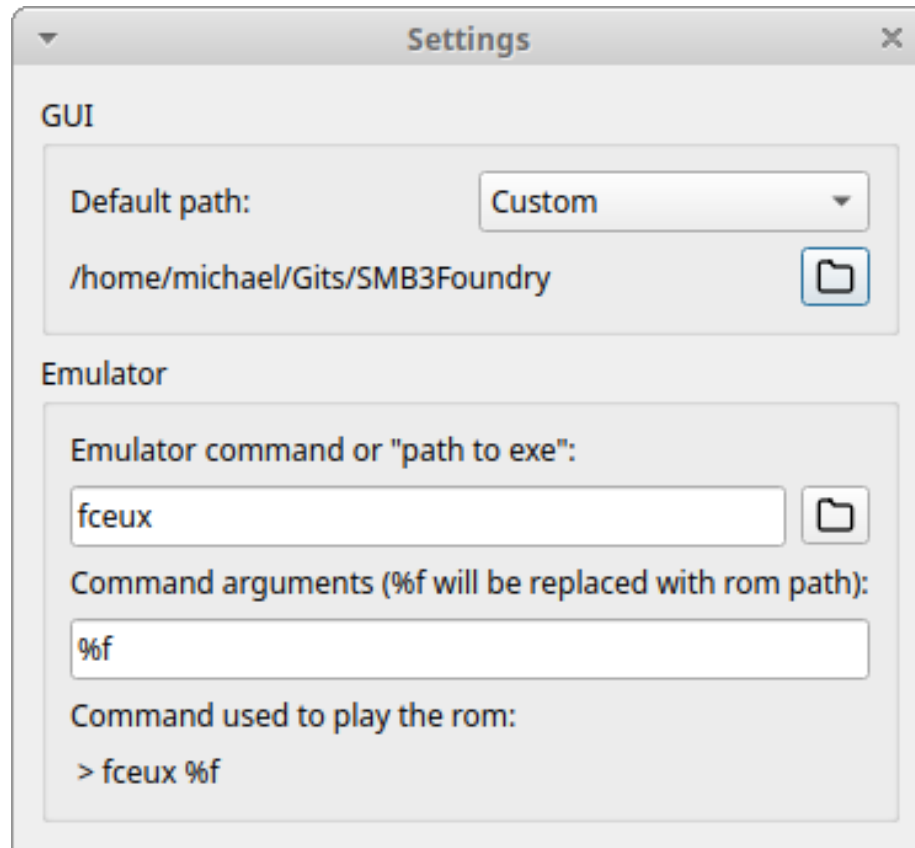 Settings
GUI
Default path:
Custom
/home/michael/Gits/SMB3Foundry
Emulator
Emulator command or "path to exe":
fceux
Command arguments (%f will be replaced with rom path):
%f
Command used to play the rom:
> fceux %f